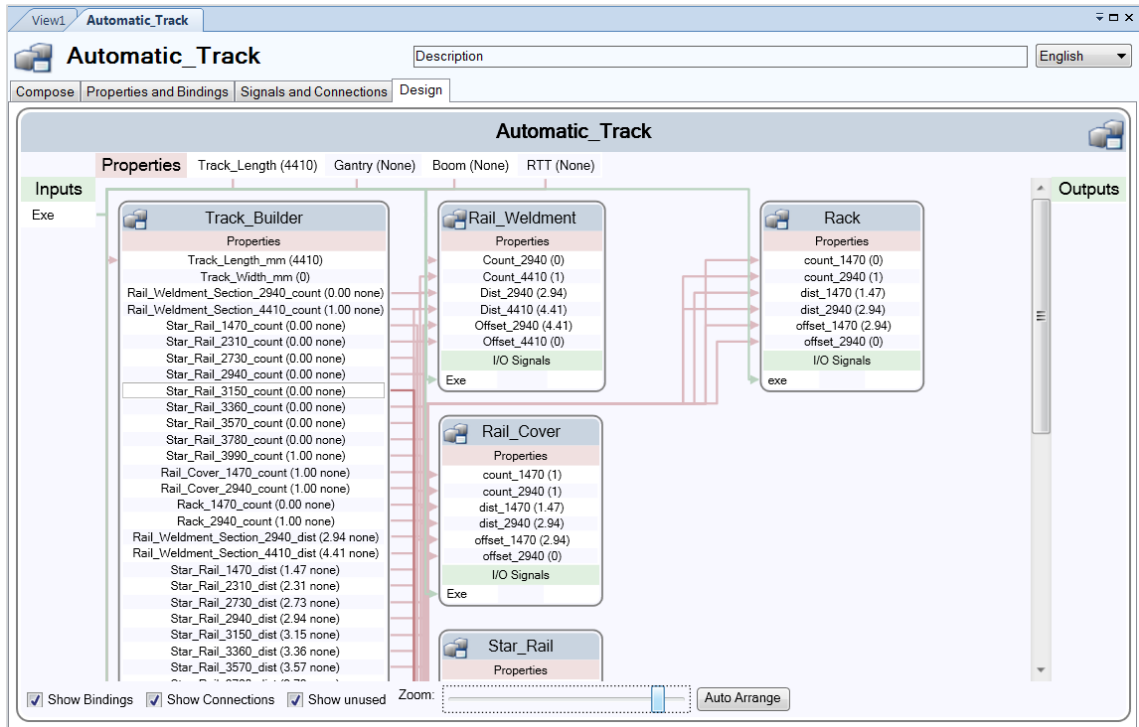 View1 Automatic_Track
Automatic_Track Description English
Compose Properties and Bindings Signals and Connections Design
Automatic_Track
Properties Track_Length (4410) Gantry (None) Boom (None) RTT (None)
Inputs
Outputs
Exe
Track_Builder
Properties
Track_Length_mm (4410)
Track_Width_mm (0)
Rail_Weldment_Section_2940_count (0.00 none)
Rail_Weldment_Section_4410_count (1.00 none)
Star_Rail_1470_count (0.00 none)
Star_Rail_2310_count (0.00 none)
Star_Rail_2730_count (0.00 none)
Star_Rail_2940_count (0.00 none)
Star_Rail_3150_count (0.00 none)
Star_Rail_3360_count (0.00 none)
Star_Rail_3570_count (0.00 none)
Star_Rail_3780_count (0.00 none)
Star_Rail_3990_count (1.00 none)
Rail_Cover_1470_count (1.00 none)
Rail_Cover_2940_count (1.00 none)
Rack_1470_count (0.00 none)
Rack_2940_count (1.00 none)
Rail_Weldment_Section_2940_dist (2.94 none)
Rail_Weldment_Section_4410_dist (4.41 none)
Star_Rail_1470_dist (1.47 none)
Star_Rail_2310_dist (2.31 none)
Star_Rail_2730_dist (2.73 none)
Star_Rail_2940_dist (2.94 none)
Star_Rail_3150_dist (3.15 none)
Star_Rail_3360_dist (3.36 none)
Star_Rail_3570_dist (3.57 none)
Rail_Weldment
Properties
Count_2940 (0)
Count_4410 (1)
Dist_2940 (2.94)
Dist_4410 (4.41)
Offset_2940 (4.41)
Offset_4410 (0)
I/O Signals
Exe
Rail_Cover
Properties
count_1470 (1)
count_2940 (1)
dist_1470 (1.47)
dist_2940 (2.94)
offset_1470 (2.94)
offset_2940 (0)
I/O Signals
Exe
Star_Rail
Properties
Rack
Properties
count_1470 (0)
count_2940 (1)
dist_1470 (1.47)
dist_2940 (2.94)
offset_1470 (2.94)
offset_2940 (0)
I/O Signals
exe
Show Bindings Show Connections Show unused Zoom: Auto Arrange